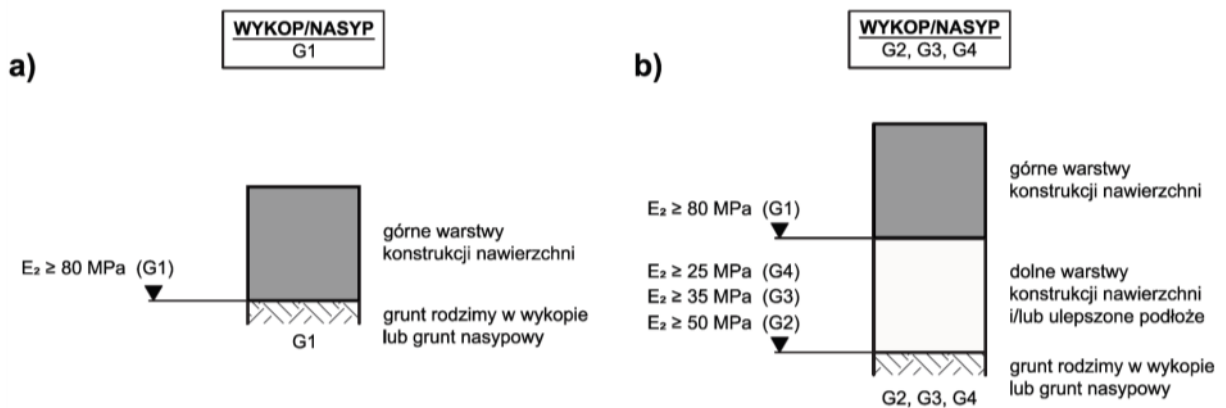 a)
WYKOP/NASYP
G1
górne warstwy
konstrukcji nawierzchni
E₂ ≥ 80 MPa (G1)
grunt rodzimy w wykopie
lub grunt nasypowy
G1
b)
WYKOP/NASYP
G2, G3, G4
górne warstwy
konstrukcji nawierzchni
E₂ ≥ 80 MPa (G1)
E₂ ≥ 25 MPa (G4)
E₂ ≥ 35 MPa (G3)
E₂ ≥ 50 MPa (G2)
dolne warstwy
konstrukcji nawierzchni
i/lub ulepszone podłoże
grunt rodzimy w wykopie
lub grunt nasypowy
G2, G3, G4